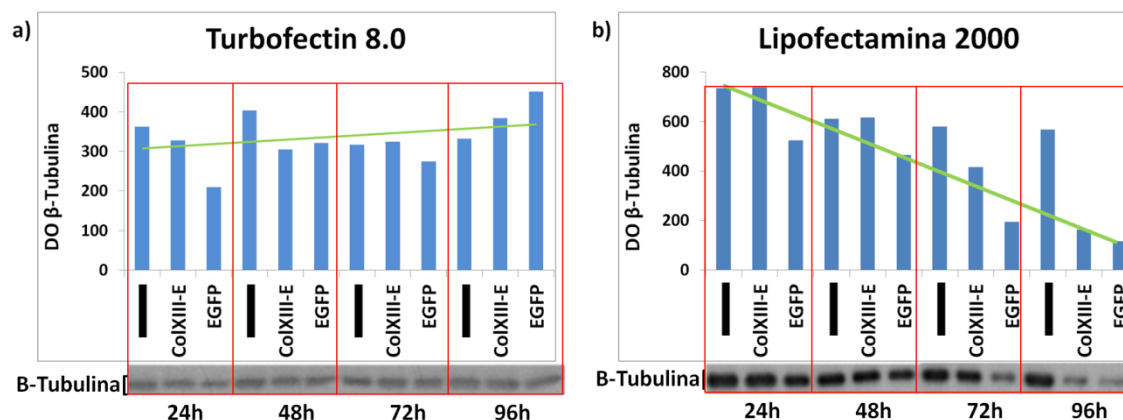 a)
Turbofectin 8.0
DO β-Tubulina
500
400
300
200
100
0
ColXIII-E
EGFP
ColXIII-E
EGFP
ColXIII-E
EGFP
ColXIII-E
EGFP
B-Tubulina[
24h 48h 72h 96h
b)
Lipofectamina 2000
DO β-Tubulina
800
600
400
200
0
ColXIII-E
EGFP
ColXIII-E
EGFP
ColXIII-E
EGFP
ColXIII-E
EGFP
B-Tubulina[
24h 48h 72h 96h